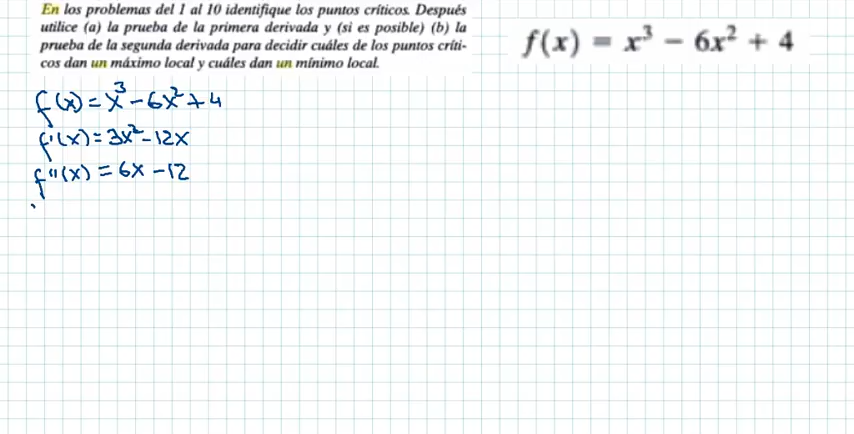 En los problemas del 1 al 10 identifique los puntos críticos. Después
utilice (a) la prueba de la primera derivada y (si es posible) (b) la
prueba de la segunda derivada para decidir cuáles de los puntos críti-
cos dan un máximo local y cuáles dan un mínimo local.
f(x) = x³ − 6x² + 4
f(x) = x³ − 6x² + 4
f'(x) = 3x² − 12x
f''(x) = 6x − 12